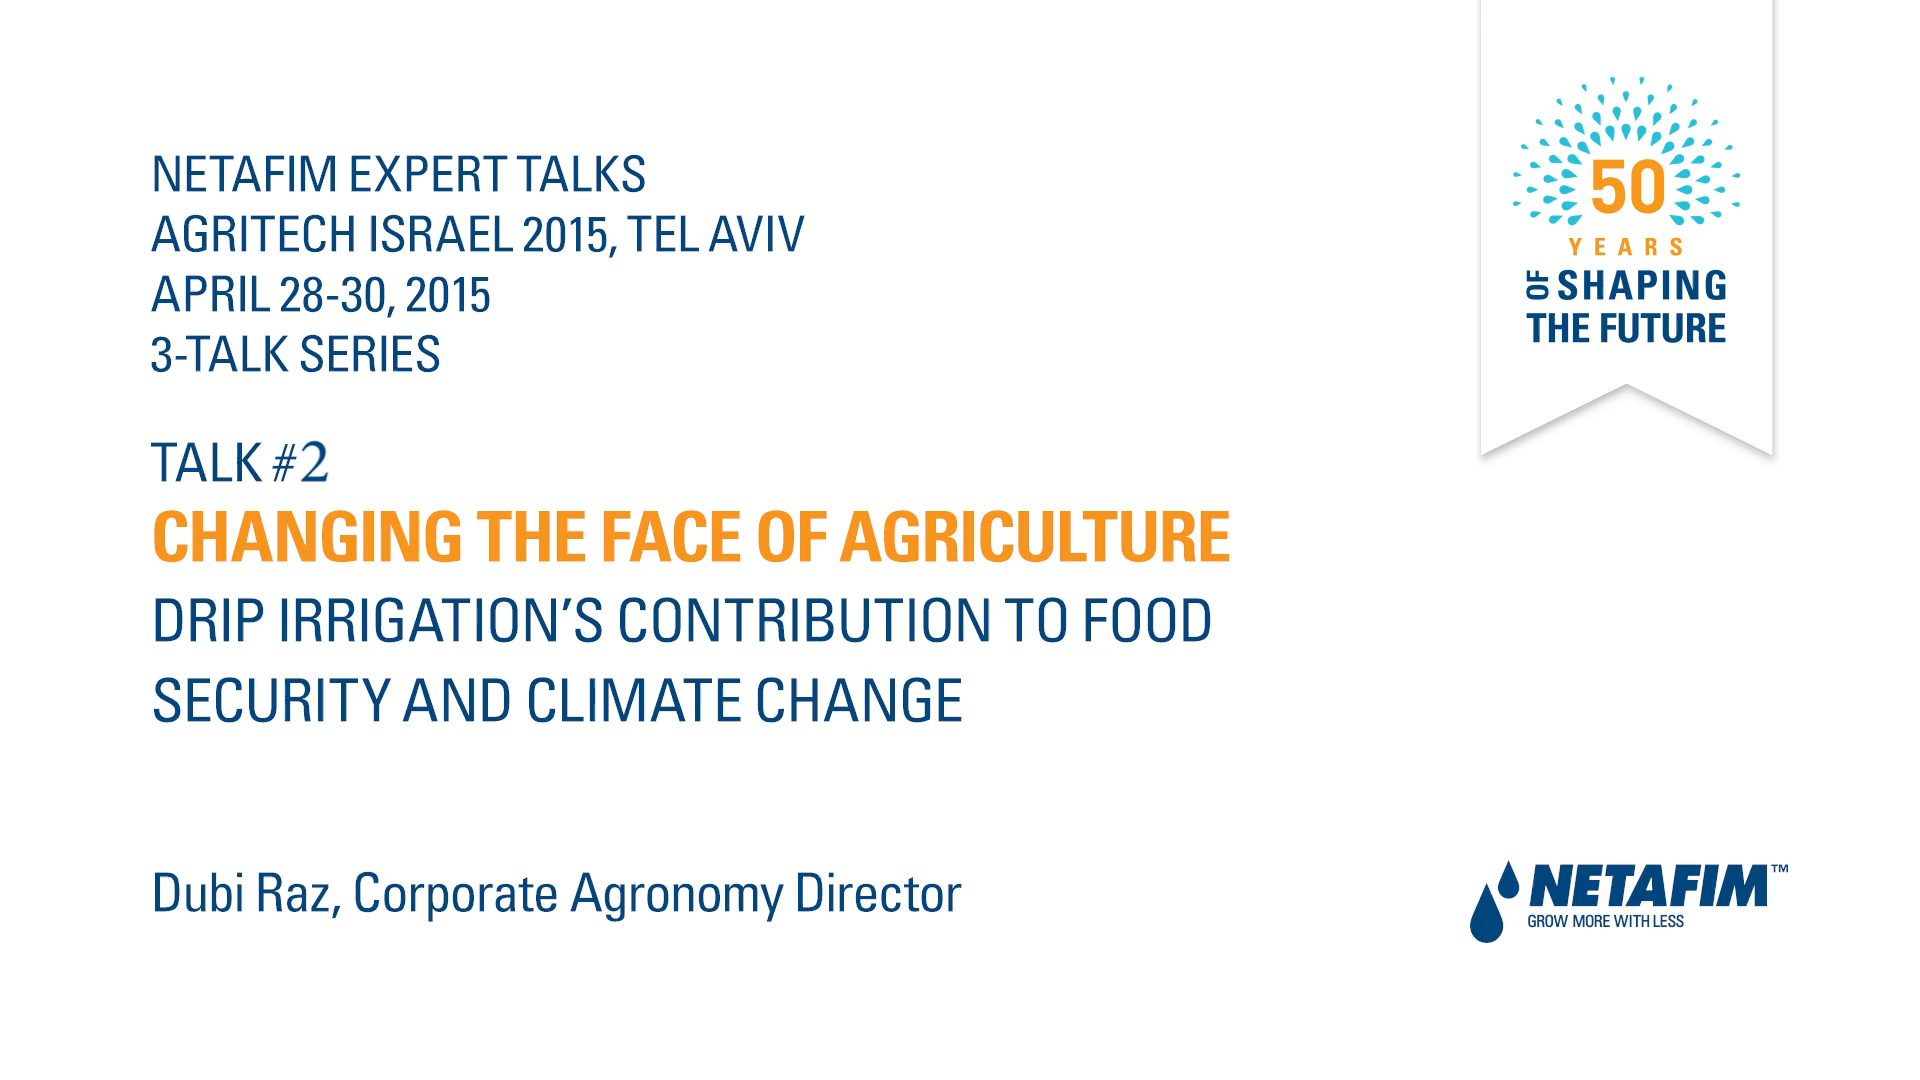 NETAFIM EXPERT TALKS
AGRITECH ISRAEL 2015, TEL AVIV
APRIL 28-30, 2015
3-TALK SERIES
TALK #2
CHANGING THE FACE OF AGRICULTURE
DRIP IRRIGATION’S CONTRIBUTION TO FOOD
SECURITY AND CLIMATE CHANGE
Dubi Raz, Corporate Agronomy Director
50
YEARS
OF SHAPING
THE FUTURE
NETAFIM™
GROW MORE WITH LESS